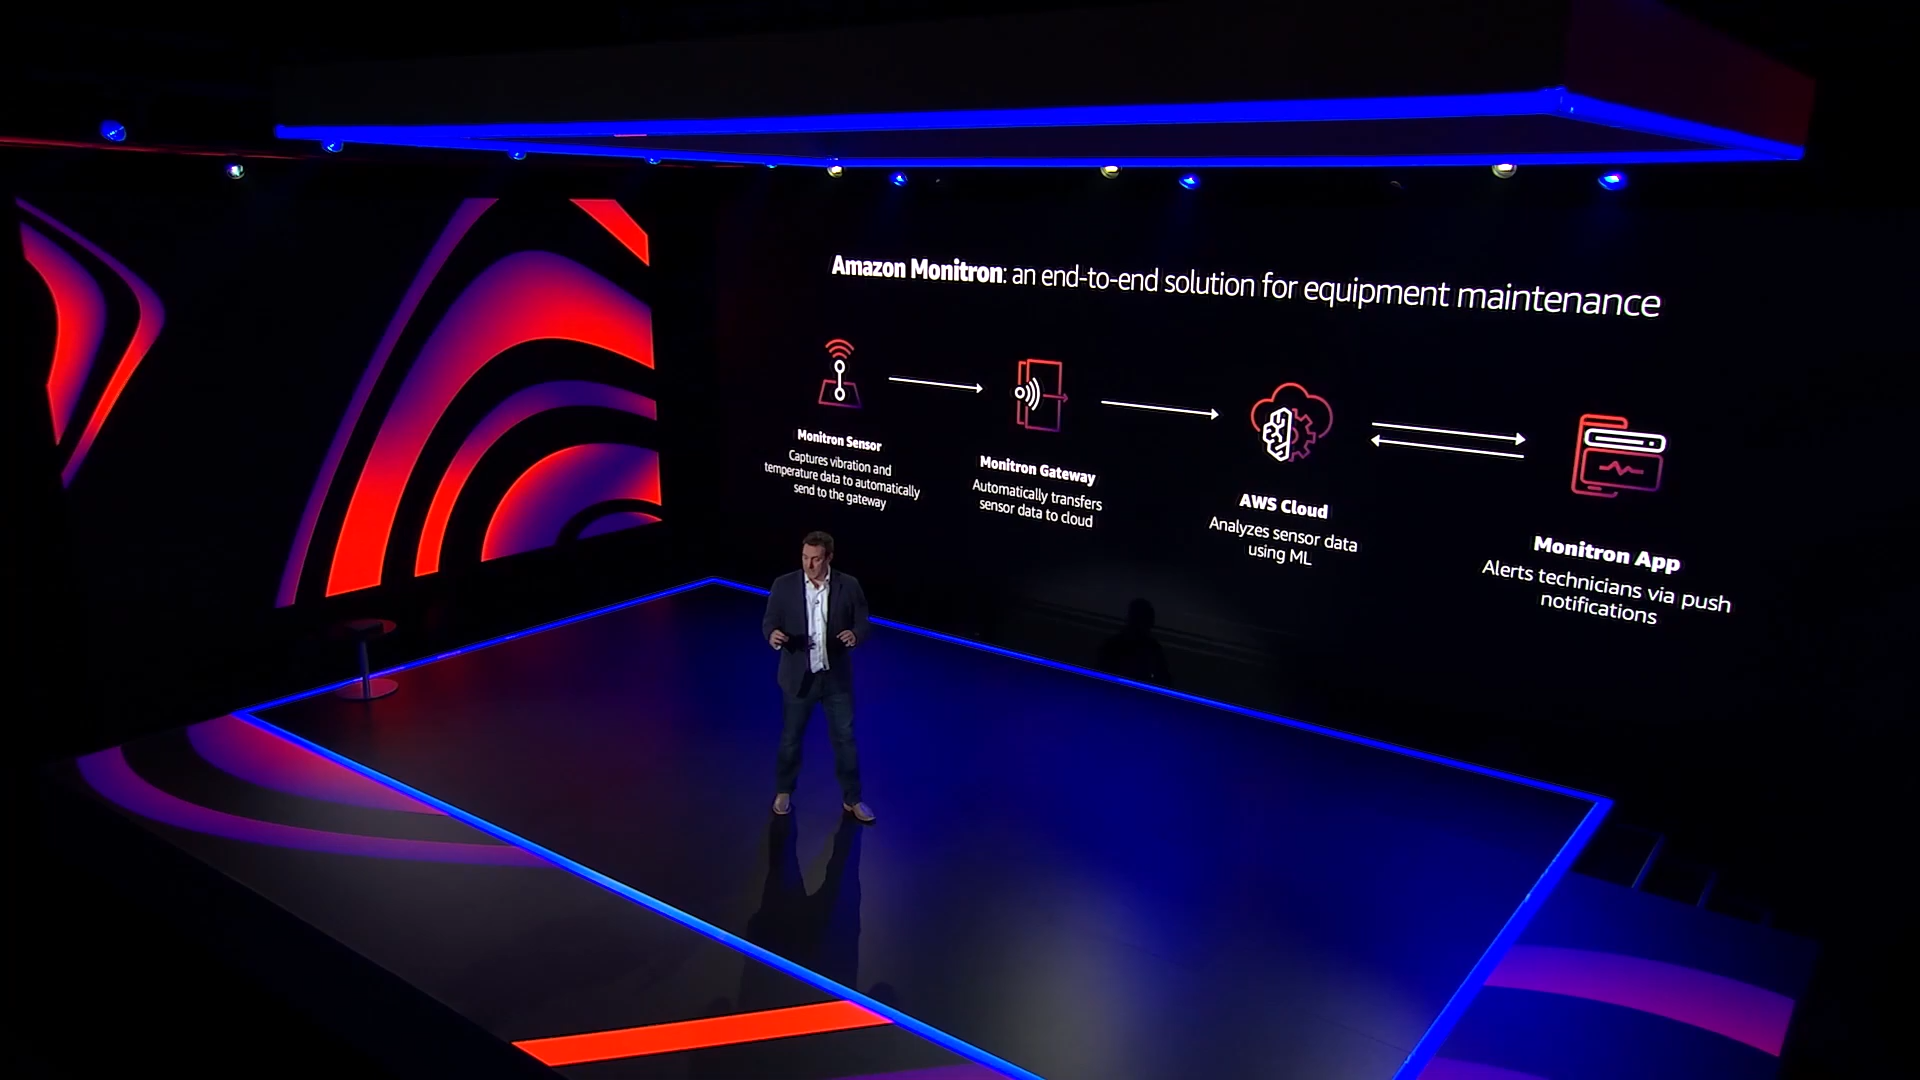 Amazon Monitron: an end-to-end solution for equipment maintenance
Monitron Sensor
Captures vibration and
temperature data to automatically
send to the gateway
Monitron Gateway
Automatically transfers
sensor data to cloud
AWS Cloud
Analyzes sensor data
using ML
Monitron App
Alerts technicians via push
notifications